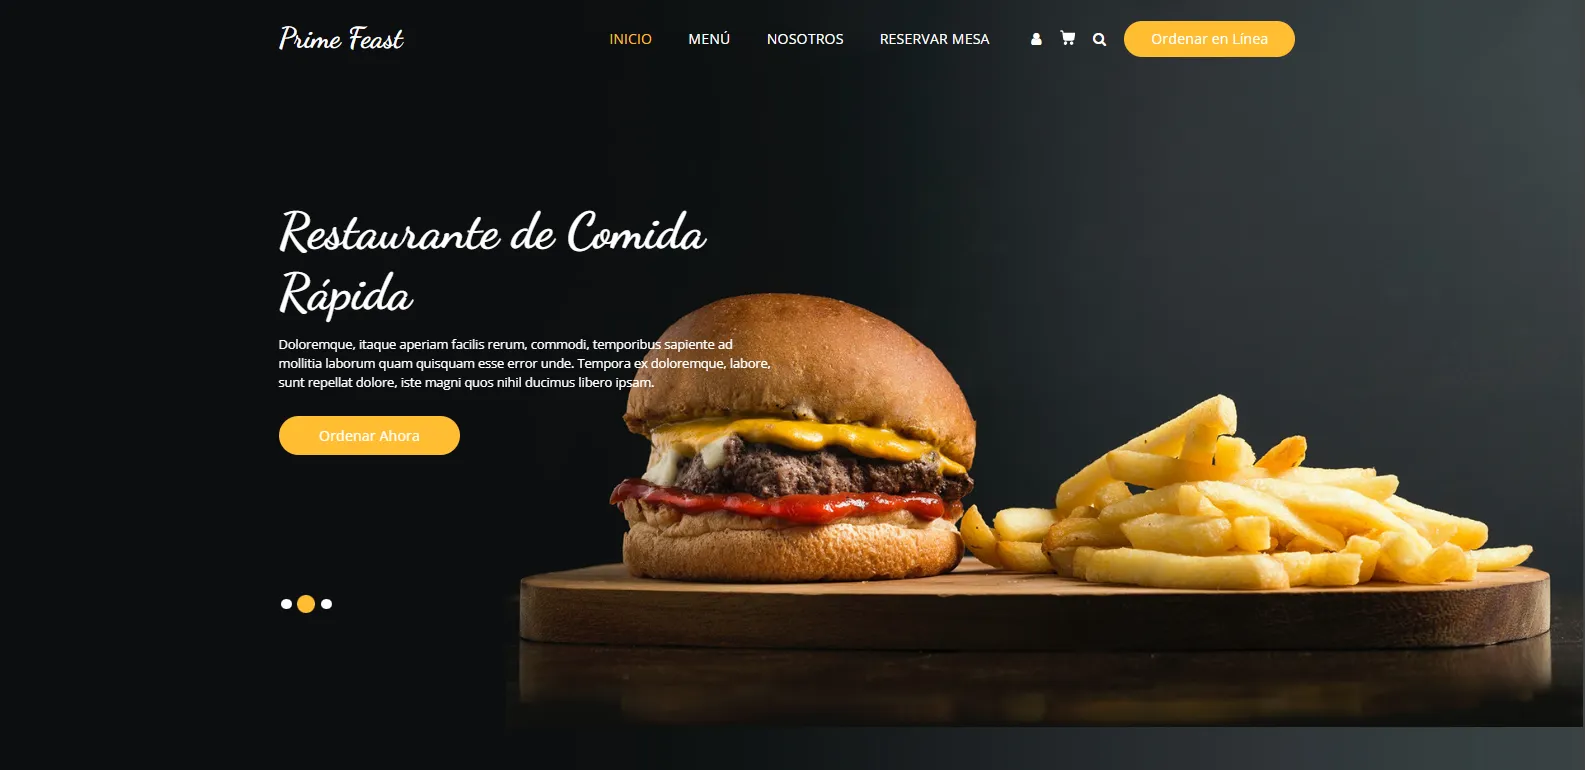 Prime Feast
INICIO MENÚ NOSOTROS RESERVAR MESA Ordenar en Línea
Restaurante de Comida
Rápida
Doloremque, itaque aperiam facilis rerum, commodi, temporibus sapiente ad
mollitia laborum quam quisquam esse error unde. Tempora ex doloremque, labore,
sunt repellat dolore, iste magni quos nihil ducimus libero ipsam.
Ordenar Ahora